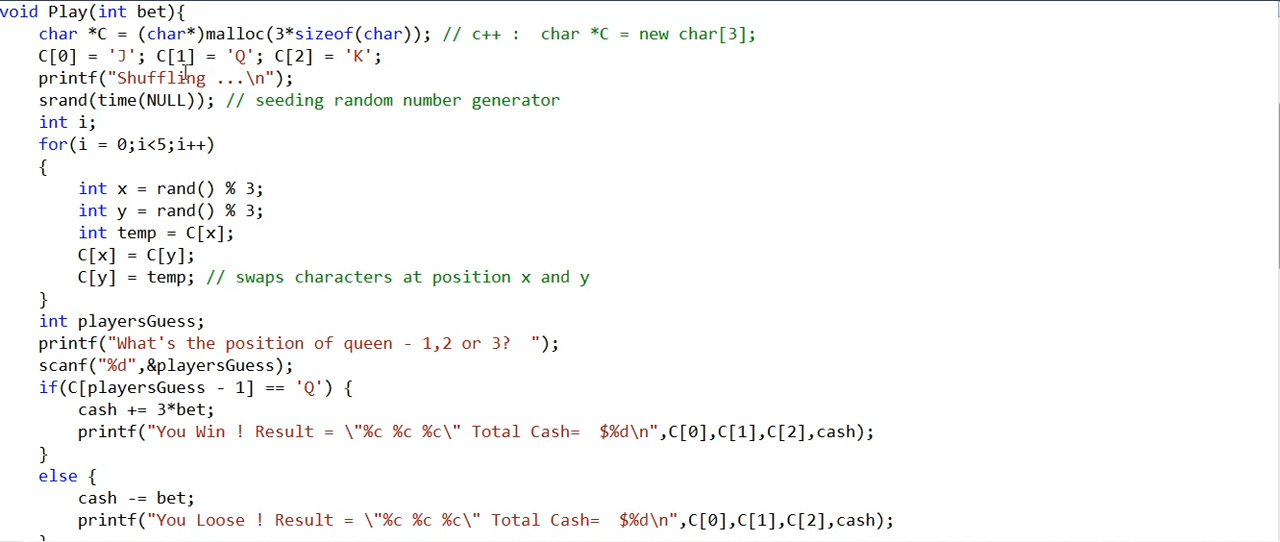 void Play(int bet){
    char *C = (char*)malloc(3*sizeof(char)); // c++ :  char *C = new char[3];
    C[0] = 'J'; C[1] = 'Q'; C[2] = 'K';
    printf("Shuffling ...\n");
    srand(time(NULL)); // seeding random number generator
    int i;
    for(i = 0;i<5;i++)
    {
        int x = rand() % 3;
        int y = rand() % 3;
        int temp = C[x];
        C[x] = C[y];
        C[y] = temp; // swaps characters at position x and y
    }
    int playersGuess;
    printf("What's the position of queen - 1,2 or 3?  ");
    scanf("%d",&playersGuess);
    if(C[playersGuess - 1] == 'Q') {
        cash += 3*bet;
        printf("You Win ! Result = \"%c %c %c\" Total Cash=  $%d\n",C[0],C[1],C[2],cash);
    }
    else {
        cash -= bet;
        printf("You Loose ! Result = \"%c %c %c\" Total Cash=  $%d\n",C[0],C[1],C[2],cash);
    }